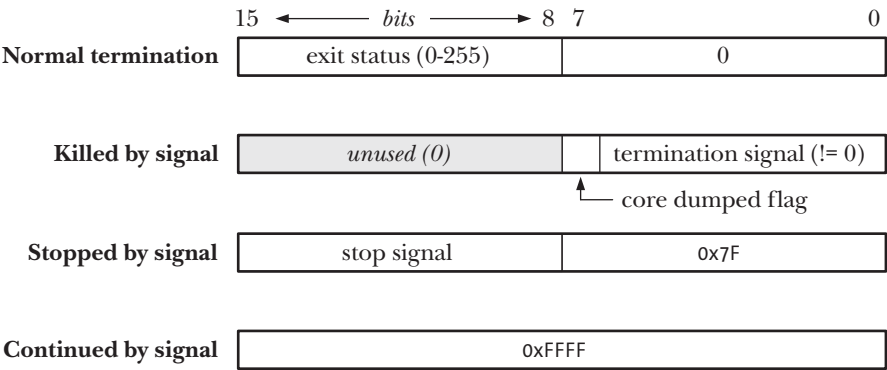 15 bits 8 7 0
Normal termination exit status (0-255) 0
Killed by signal unused (0) termination signal (!= 0)
core dumped flag
Stopped by signal stop signal 0x7F
Continued by signal 0xFFFF